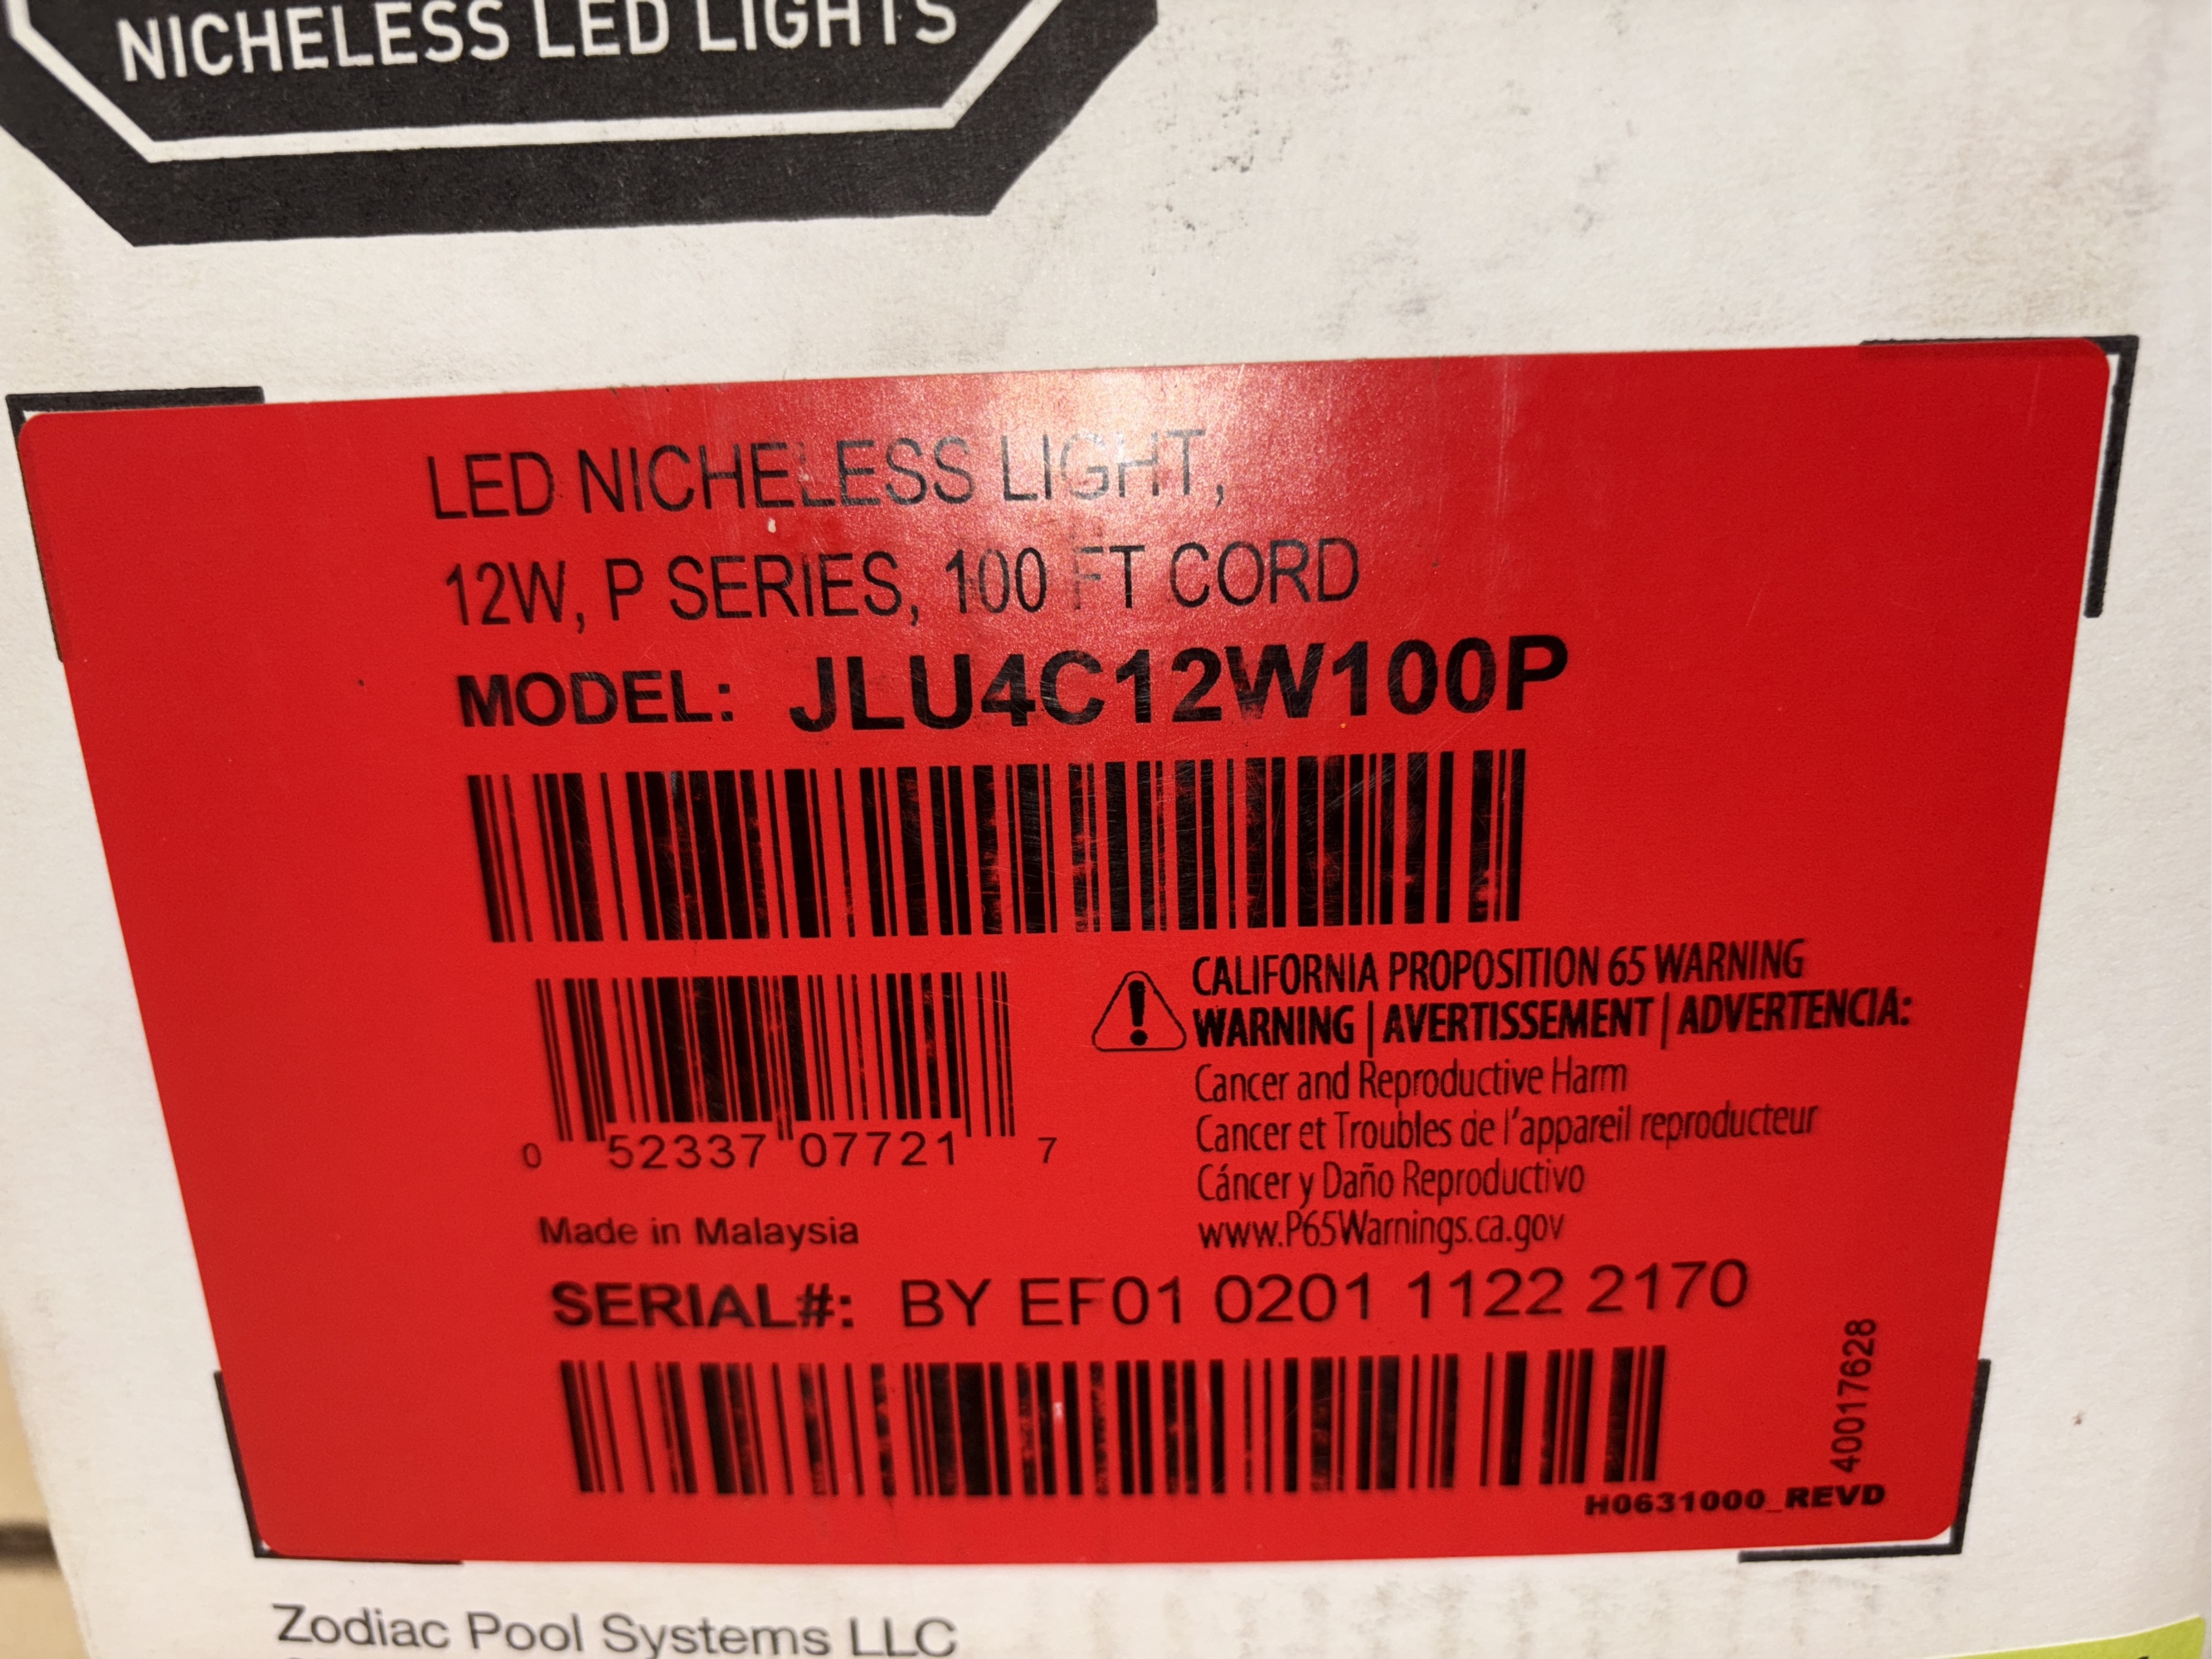 NICHELESS LED LIGHTS
LED NICHELESS LIGHT,
12W, P SERIES, 100 FT CORD
MODEL: JLU4C12W100P
CALIFORNIA PROPOSITION 65 WARNING
WARNING | AVERTISSEMENT | ADVERTENCIA:
Cancer and Reproductive Harm
Cancer et Troubles de l'appareil reproducteur
Cáncer y Daño Reproductivo
www.P65Warnings.ca.gov
0 52337 07721 7
Made in Malaysia
SERIAL#: BY EF01 0201 1122 2170
40017628
H0631000_REVD
Zodiac Pool Systems LLC